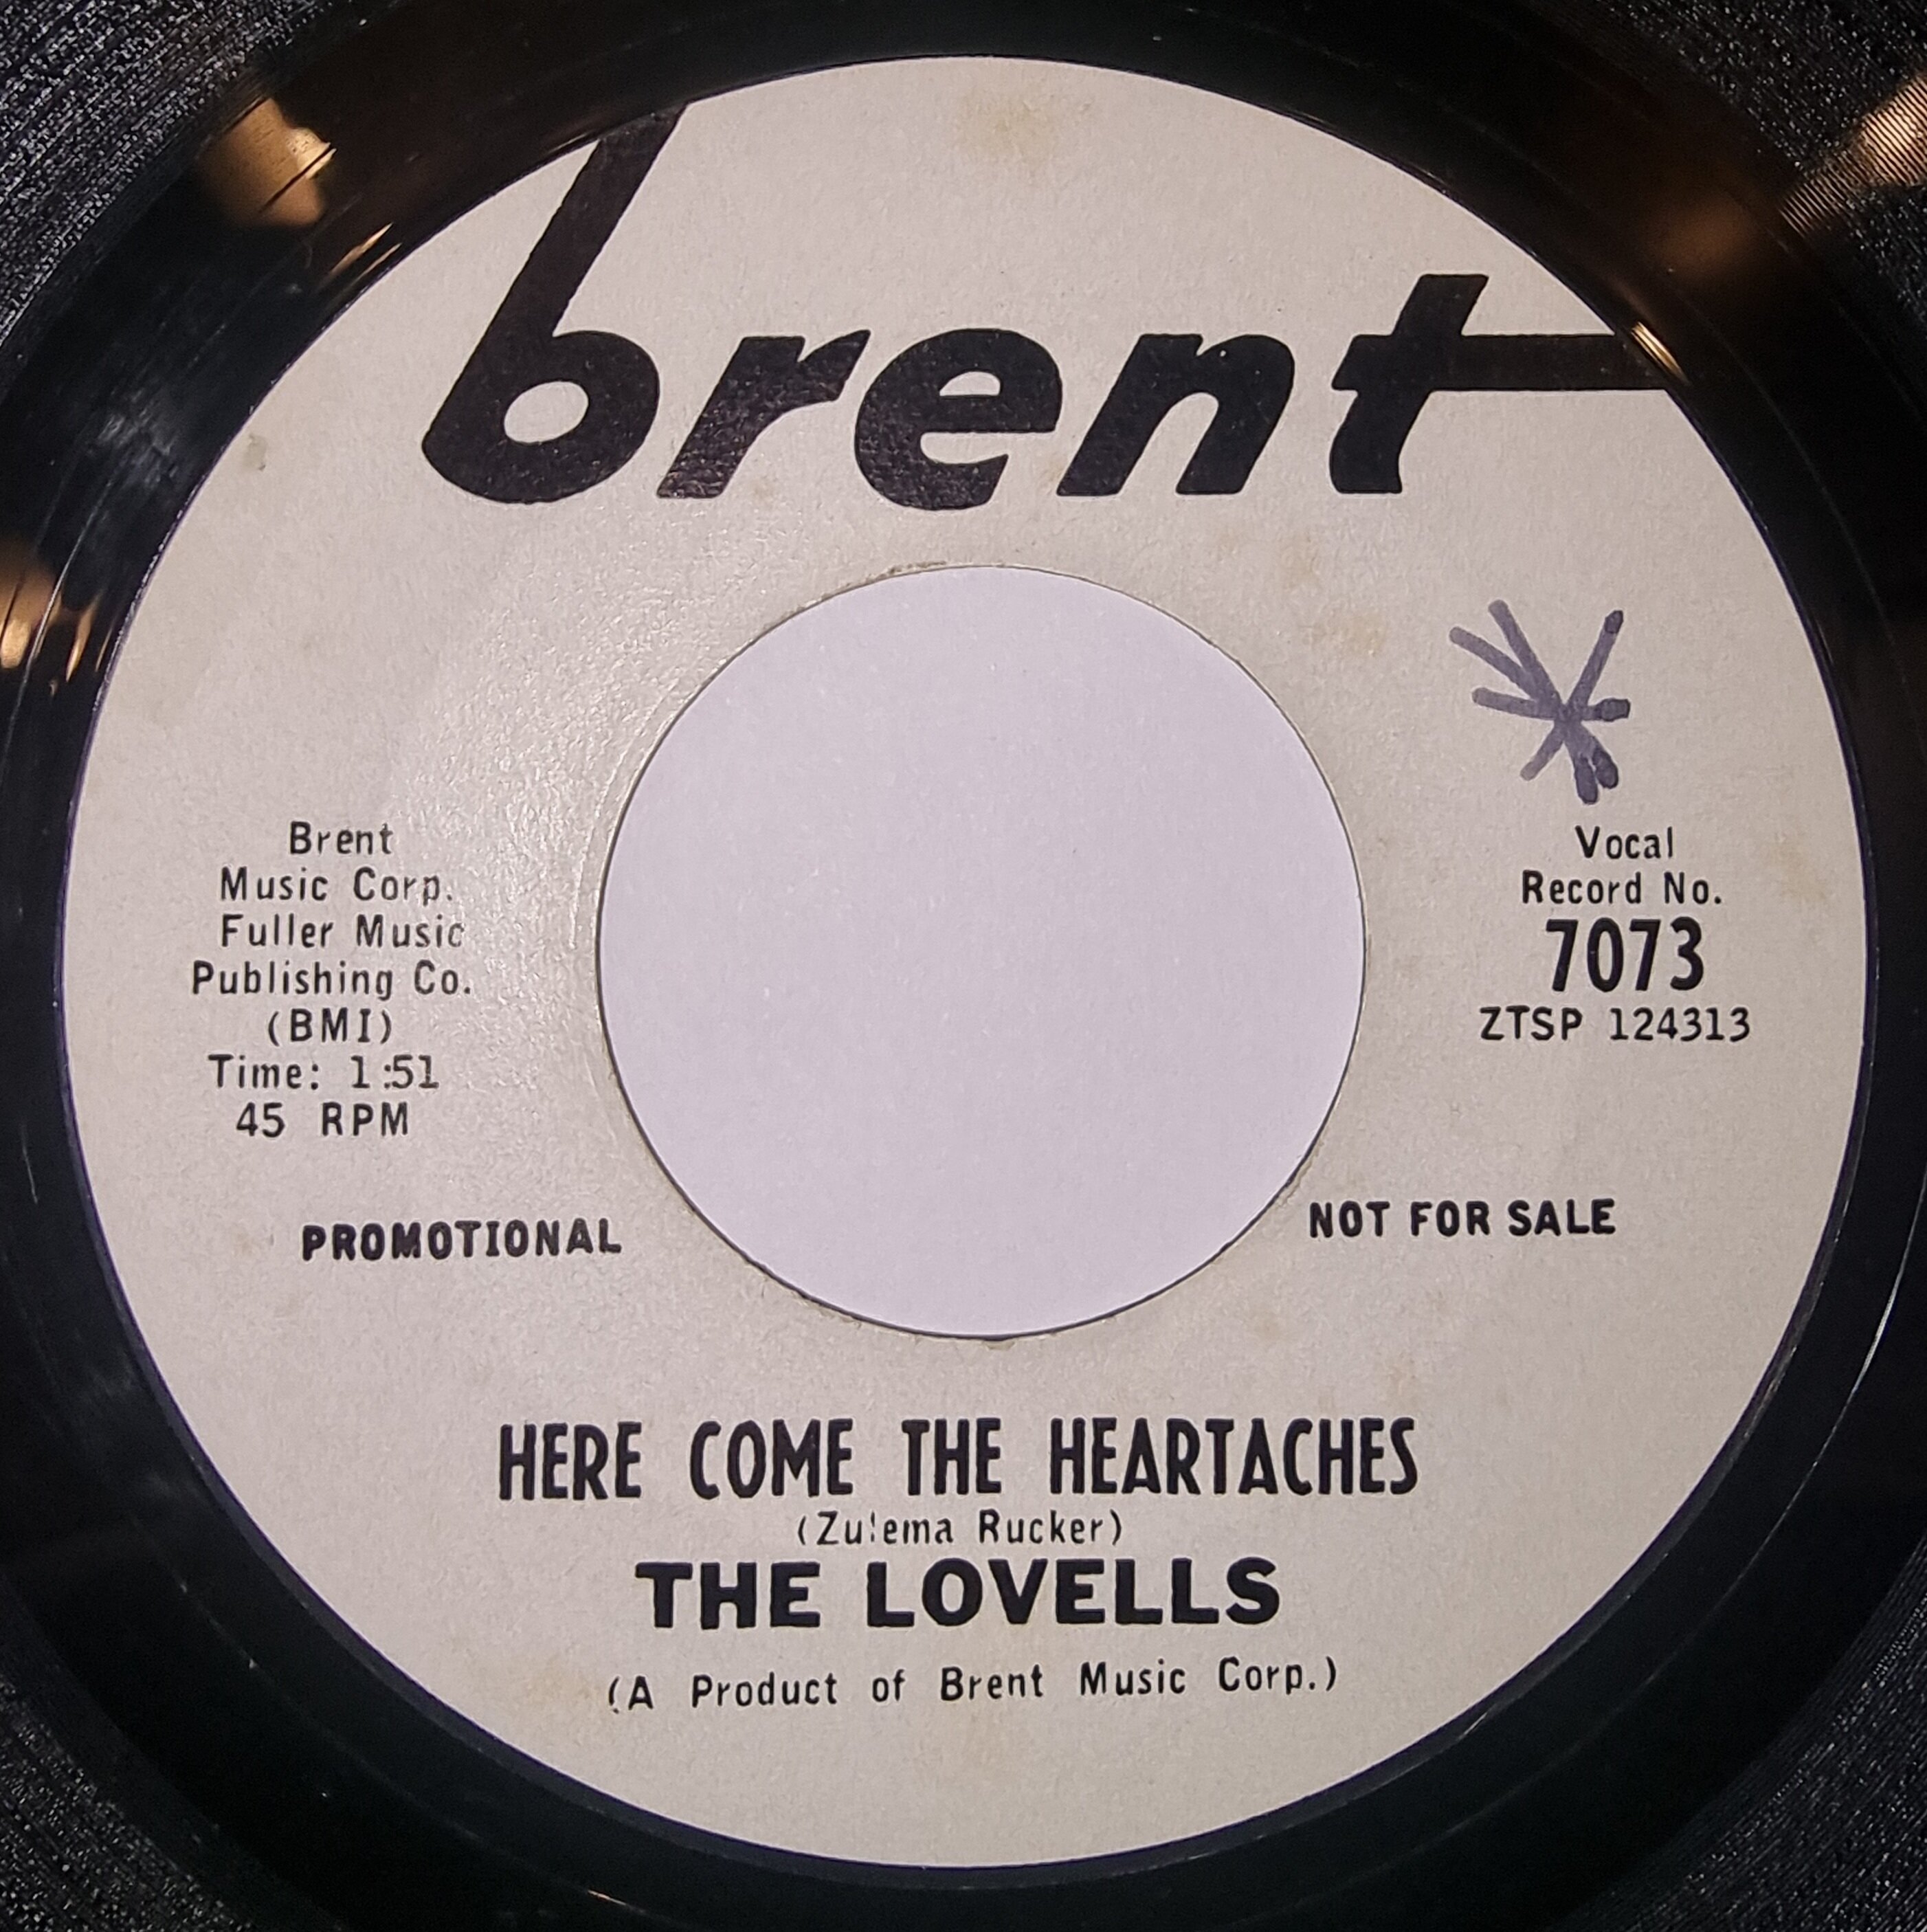 brent
Brent
Music Corp.
Fuller Music
Publishing Co.
(BMI)
Time: 1:51
45 RPM
Vocal
Record No.
7073
ZTSP 124313
PROMOTIONAL
NOT FOR SALE
HERE COME THE HEARTACHES
(Zulema Rucker)
THE LOVELLS
(A Product of Brent Music Corp.)